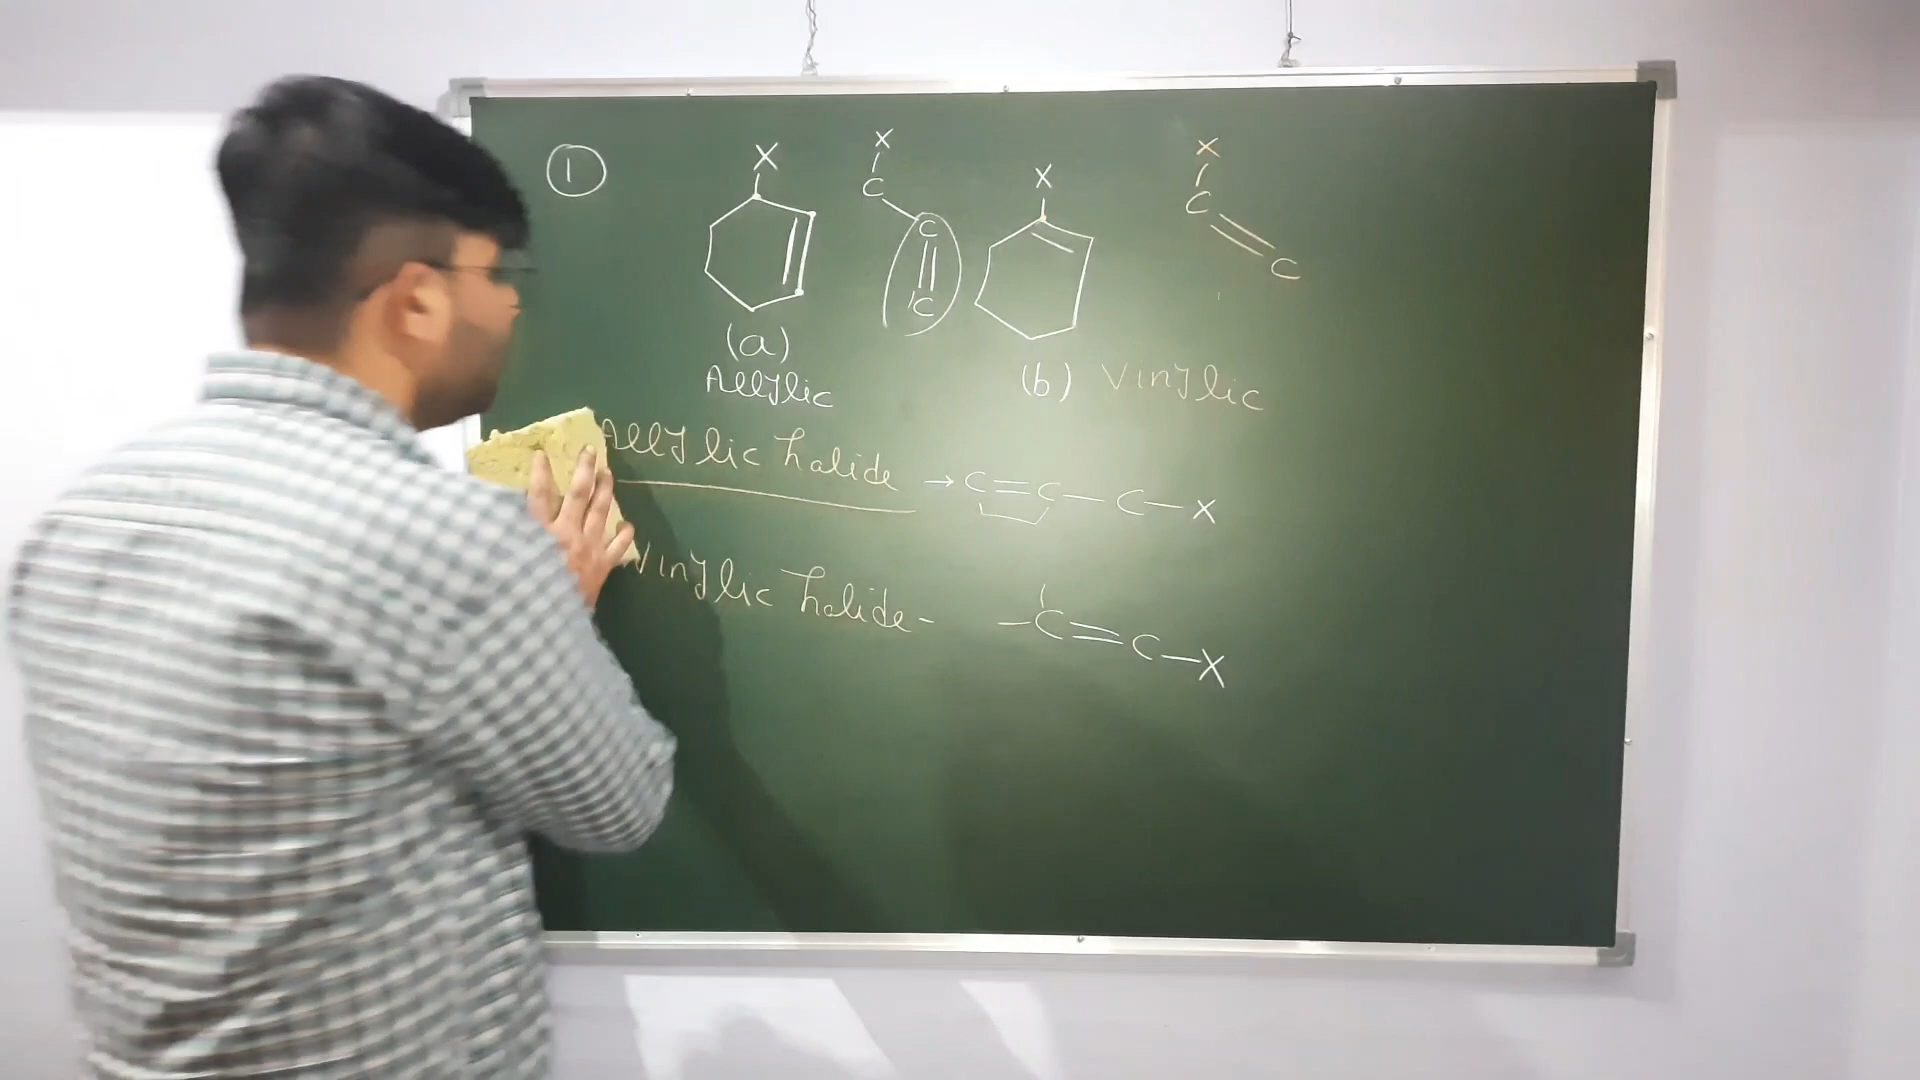 ①
X
X
C
C
C
(a)
Allylic
X
(b) Vinylic
X
C
C
Allylic halide → C=C-C-X
Vinylic halide- -C=C-X